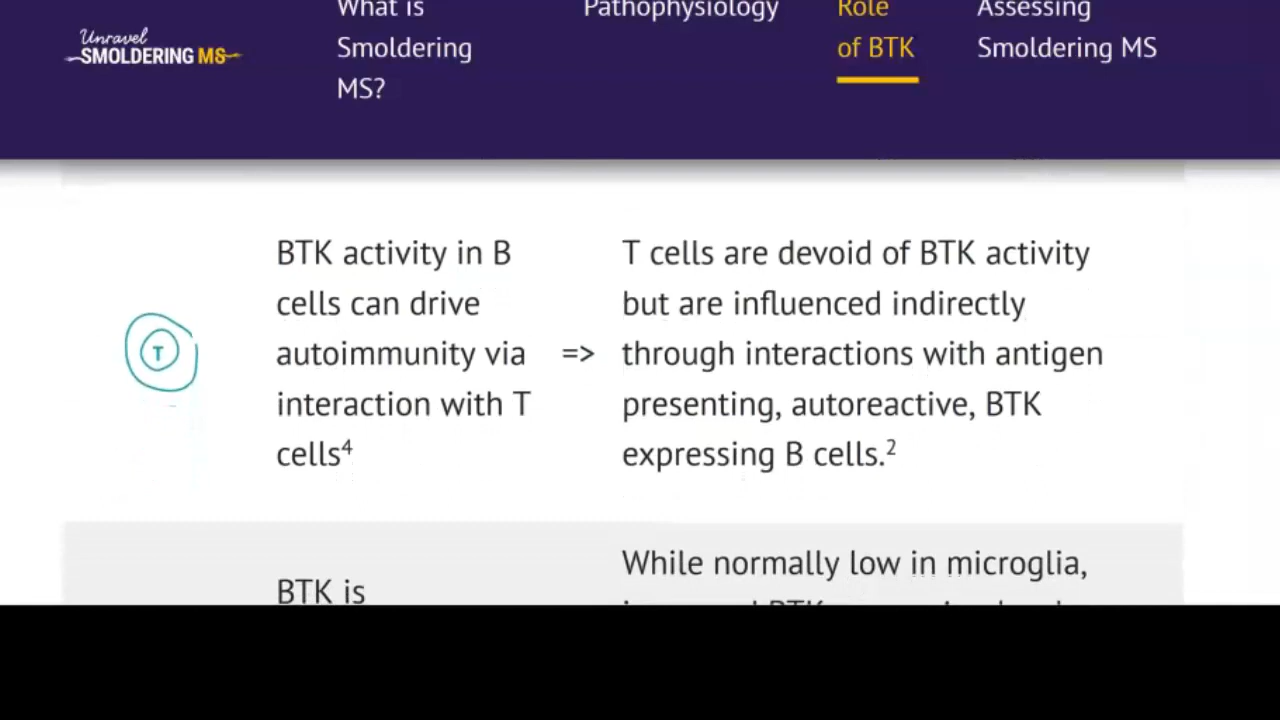 What is
Smoldering
MS?
Pathophysiology
Role
of BTK
Assessing
Smoldering MS
Unravel
SMOLDERING MS
T
BTK activity in B
cells can drive
autoimmunity via
interaction with T
cells⁴
=>
T cells are devoid of BTK activity
but are influenced indirectly
through interactions with antigen
presenting, autoreactive, BTK
expressing B cells.²
BTK is
While normally low in microglia,